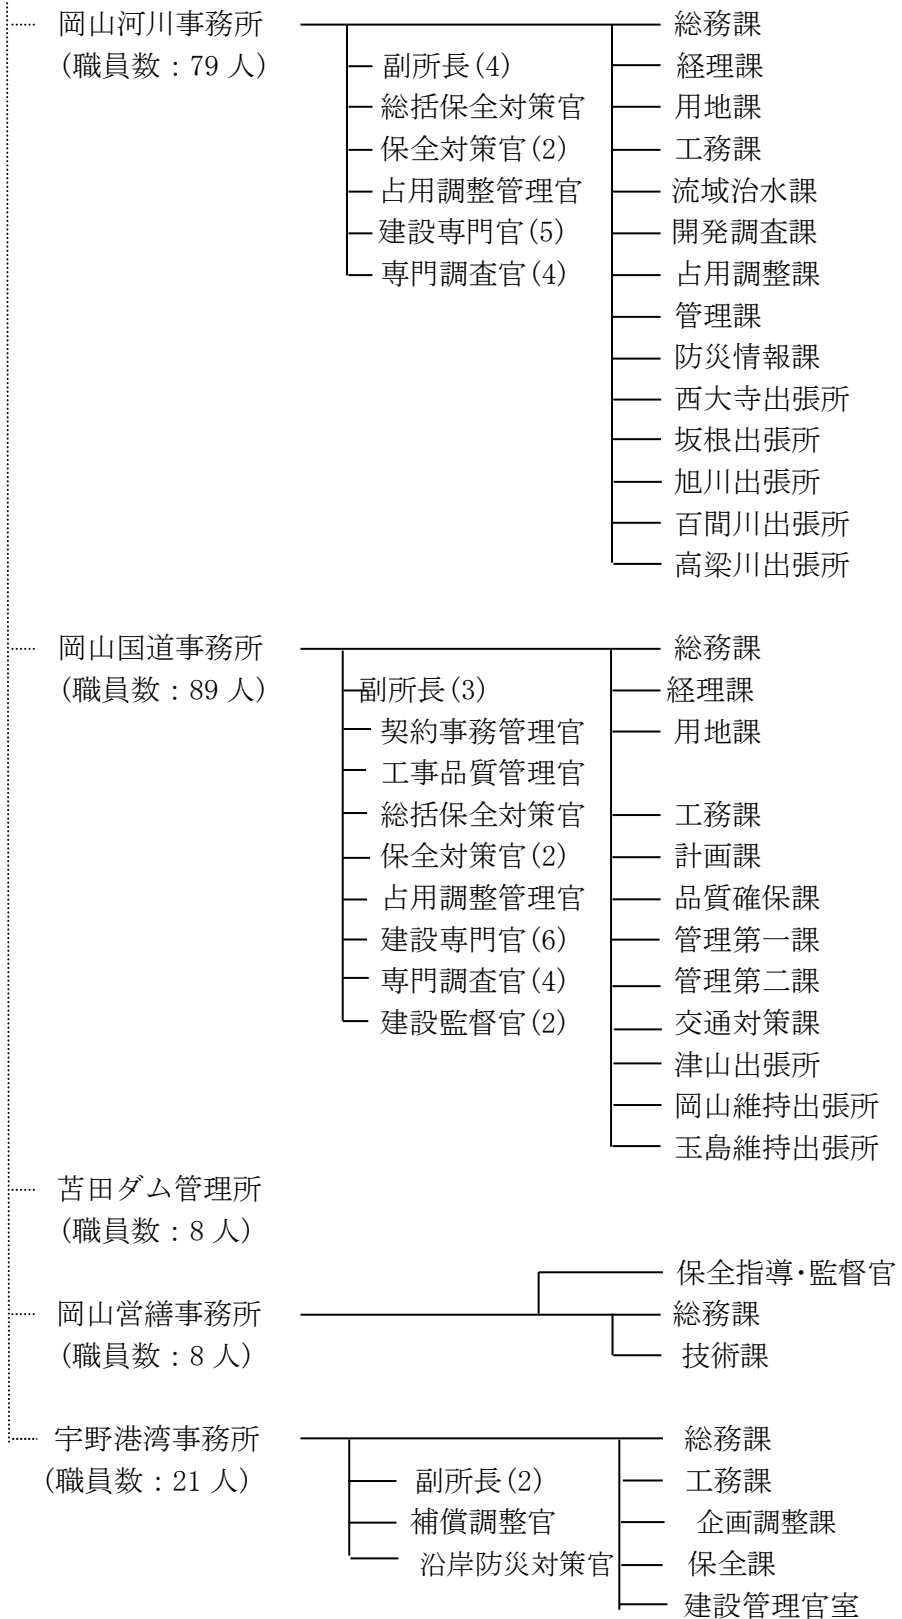 岡山河川事務所
(職員数：79 人)
副所長(4)
総括保全対策官
保全対策官(2)
占用調整管理官
建設専門官(5)
専門調査官(4)
総務課
経理課
用地課
工務課
流域治水課
開発調査課
占用調整課
管理課
防災情報課
西大寺出張所
坂根出張所
旭川出張所
百間川出張所
高梁川出張所
岡山国道事務所
(職員数：89 人)
副所長(3)
契約事務管理官
工事品質管理官
総括保全対策官
保全対策官(2)
占用調整管理官
建設専門官(6)
専門調査官(4)
建設監督官(2)
総務課
経理課
用地課
工務課
計画課
品質確保課
管理第一課
管理第二課
交通対策課
津山出張所
岡山維持出張所
玉島維持出張所
苫田ダム管理所
(職員数：8 人)
岡山営繕事務所
(職員数：8 人)
保全指導・監督官
総務課
技術課
宇野港湾事務所
(職員数：21 人)
副所長(2)
補償調整官
沿岸防災対策官
総務課
工務課
企画調整課
保全課
建設管理官室